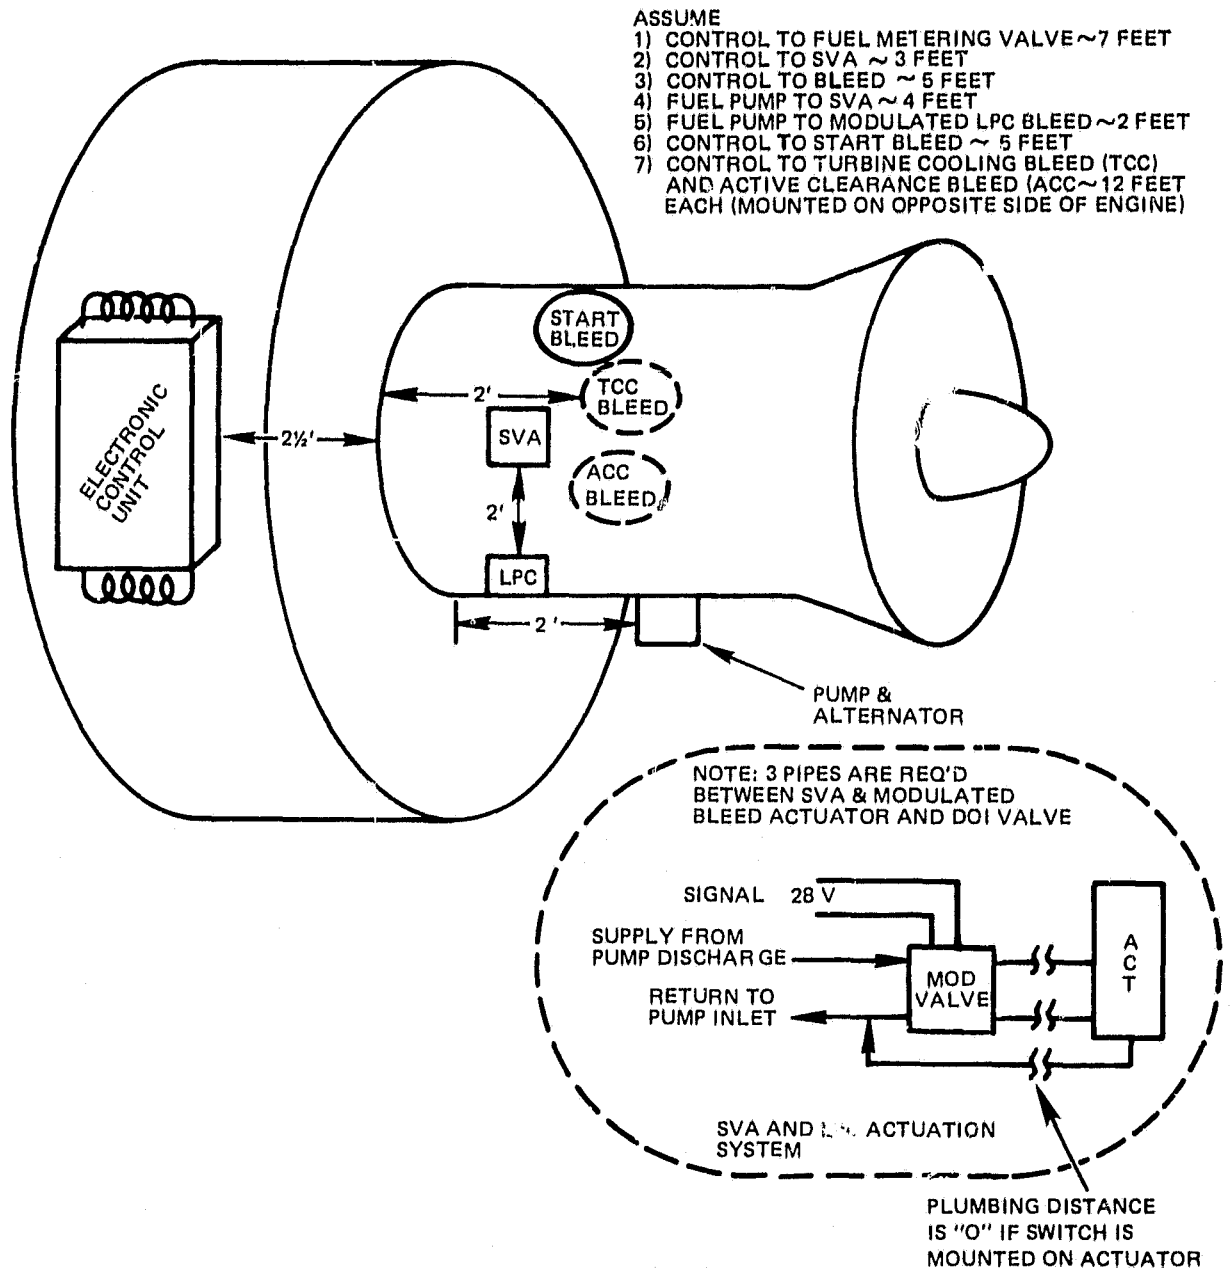 ASSUME
1) CONTROL TO FUEL METERING VALVE ~ 7 FEET
2) CONTROL TO SVA ~ 3 FEET
3) CONTROL TO BLEED ~ 5 FEET
4) FUEL PUMP TO SVA ~ 4 FEET
5) FUEL PUMP TO MODULATED LPC BLEED ~ 2 FEET
6) CONTROL TO START BLEED ~ 5 FEET
7) CONTROL TO TURBINE COOLING BLEED (TCC)
AND ACTIVE CLEARANCE BLEED (ACC ~ 12 FEET
EACH (MOUNTED ON OPPOSITE SIDE OF ENGINE)
START
BLEED
2'
TCC
BLEED
ELECTRONIC
CONTROL
UNIT
2½'
SVA
ACC
BLEED
2'
LPC
2'
PUMP &
ALTERNATOR
NOTE: 3 PIPES ARE REQ'D
BETWEEN SVA & MODULATED
BLEED ACTUATOR AND DOI VALVE
SIGNAL 28 V
SUPPLY FROM
PUMP DISCHARGE
RETURN TO
PUMP INLET
MOD
VALVE
ACT
SVA AND ACTUATION
SYSTEM
PLUMBING DISTANCE
IS "O" IF SWITCH IS
MOUNTED ON ACTUATOR